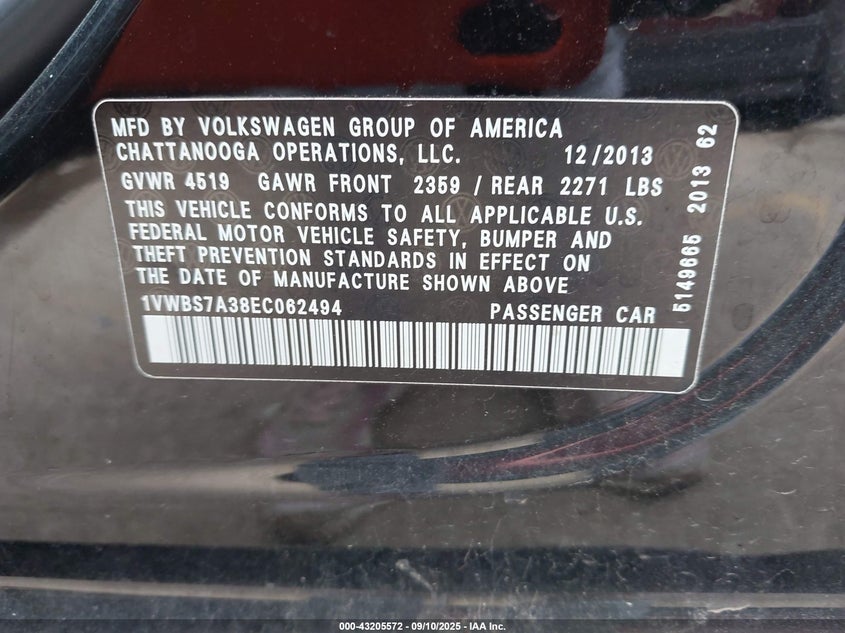 MFD BY VOLKSWAGEN GROUP OF AMERICA
CHATTANOOGA OPERATIONS, LLC. 12/2013
GVWR 4519 GAWR FRONT 2359 / REAR 2271 LBS
THIS VEHICLE CONFORMS TO ALL APPLICABLE U.S.
FEDERAL MOTOR VEHICLE SAFETY, BUMPER AND
THEFT PREVENTION STANDARDS IN EFFECT ON
THE DATE OF MANUFACTURE SHOWN ABOVE
1VWBS7A38EC062494 PASSENGER CAR
5149665 2013 62
000-43205572 - 09/10/2025 - IAA Inc.